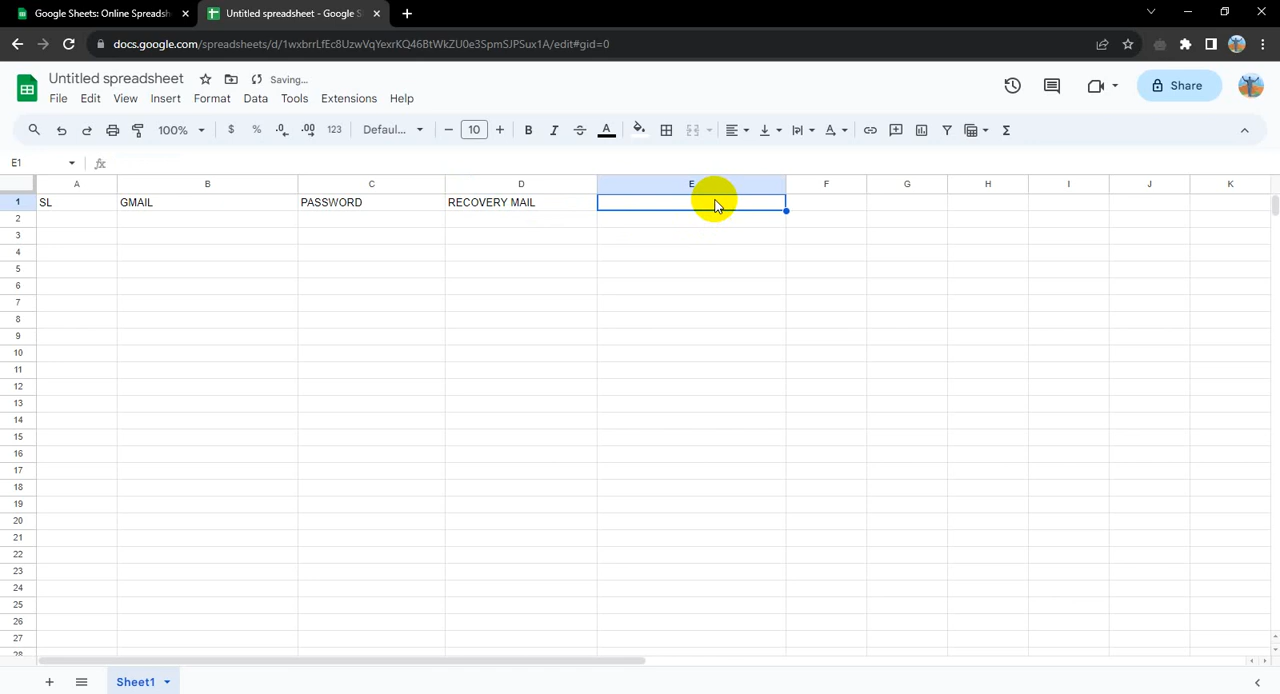 Google Sheets: Online Spreadsh
Untitled spreadsheet - Google S
docs.google.com/spreadsheets/d/1wxbrrLfEc8UzwVqYexrKQ46BtWkZU0e3SpmSJPSux1A/edit#gid=0
Untitled spreadsheet
Saving...
File Edit View Insert Format Data Tools Extensions Help
Share
100% $ % .0 .00 123 Defaul... 10 B I A
E1
A B C D E F G H I J K
1 SL GMAIL PASSWORD RECOVERY MAIL
2
3
4
5
6
7
8
9
10
11
12
13
14
15
16
17
18
19
20
21
22
23
24
25
26
27
28
Sheet1